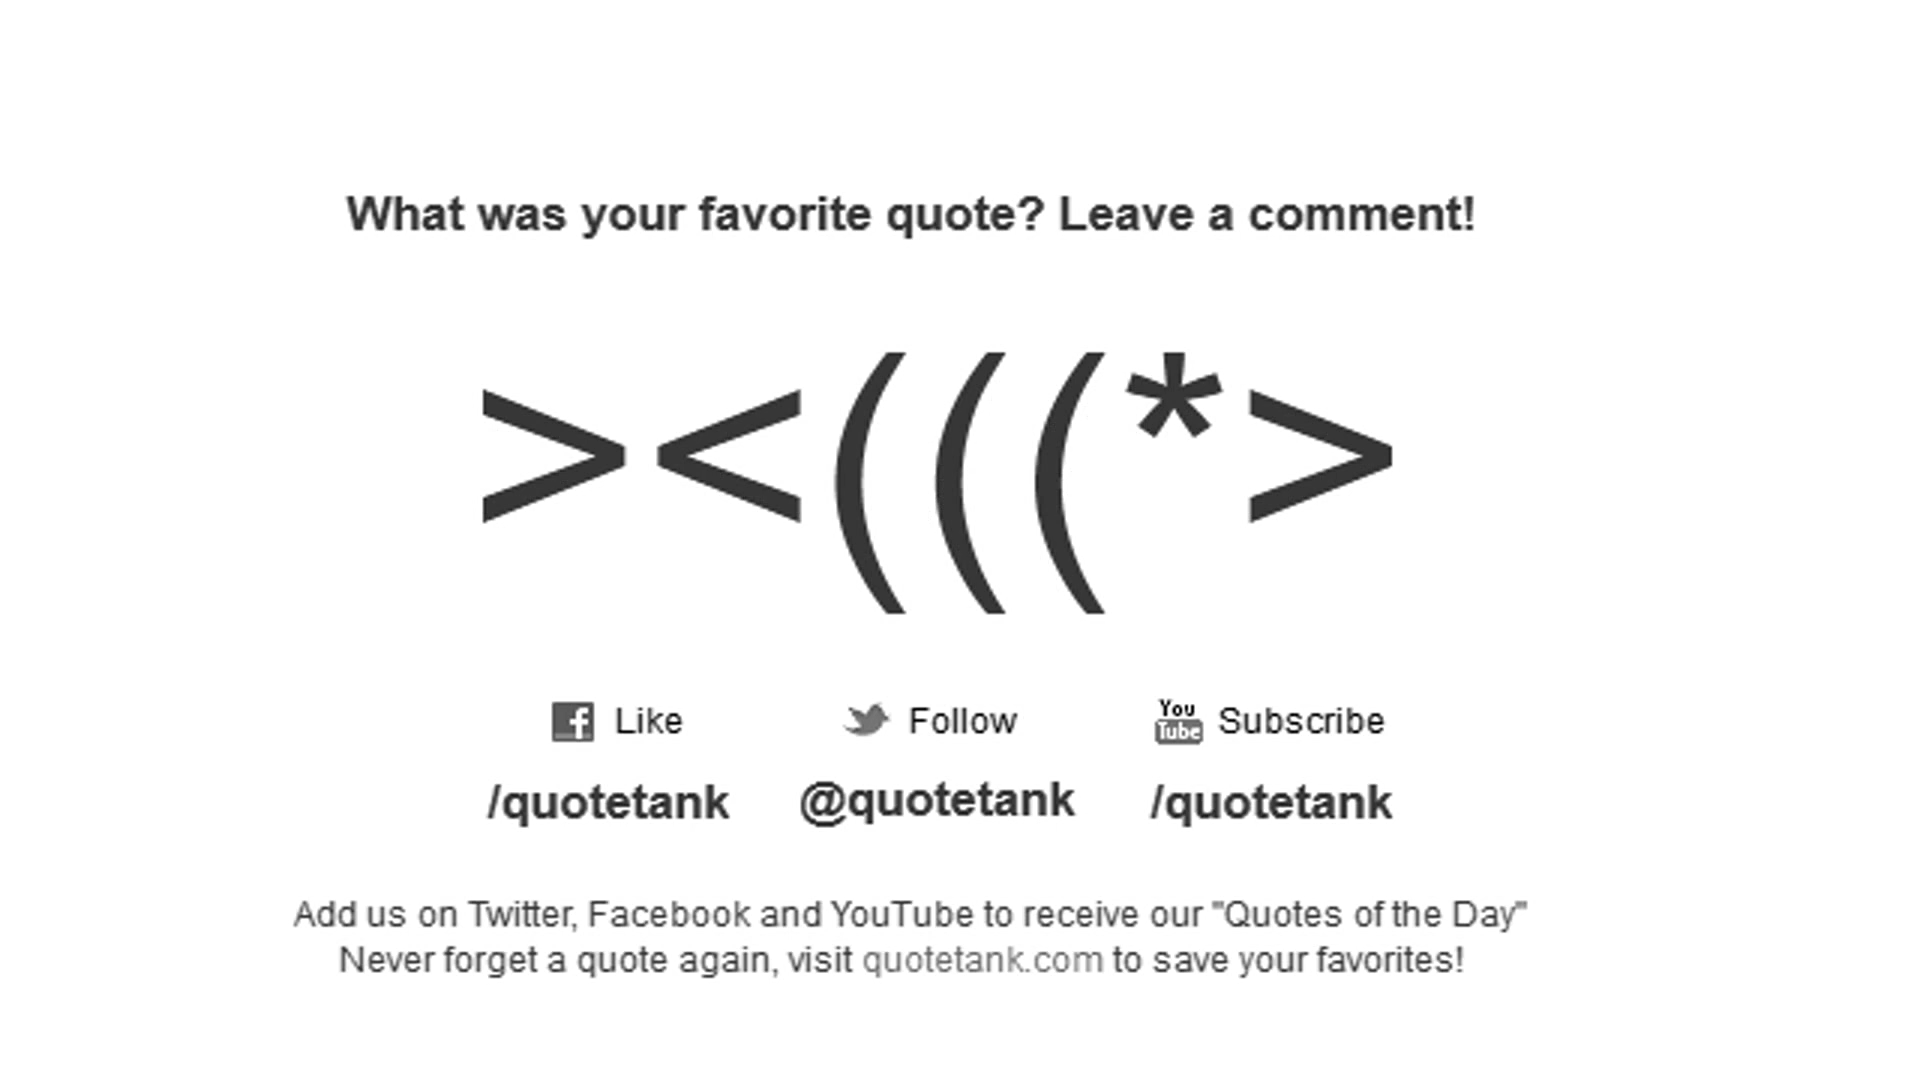 What was your favorite quote? Leave a comment!
><(((*>
f Like
Follow
You Tube Subscribe
/quotetank
@quotetank
/quotetank
Add us on Twitter, Facebook and YouTube to receive our "Quotes of the Day"
Never forget a quote again, visit quotetank.com to save your favorites!